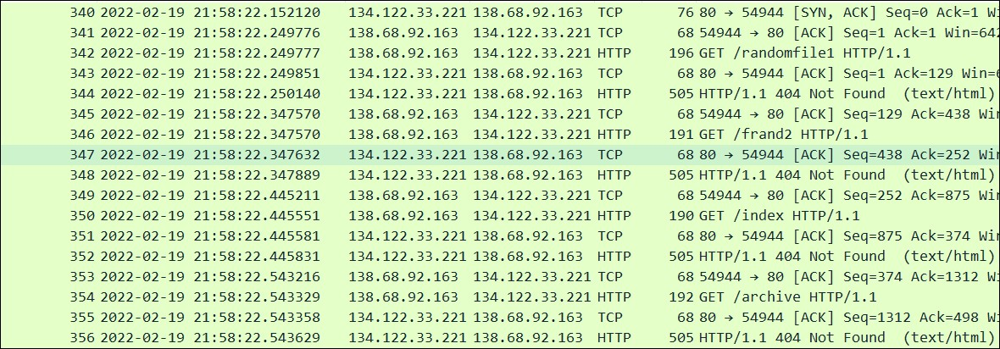 340 2022-02-19 21:58:22.152120 134.122.33.221 138.68.92.163 TCP 76 80 → 54944 [SYN, ACK] Seq=0 Ack=1 Wi
341 2022-02-19 21:58:22.249776 138.68.92.163 134.122.33.221 TCP 68 54944 → 80 [ACK] Seq=1 Ack=1 Win=642
342 2022-02-19 21:58:22.249777 138.68.92.163 134.122.33.221 HTTP 196 GET /randomfile1 HTTP/1.1
343 2022-02-19 21:58:22.249851 134.122.33.221 138.68.92.163 TCP 68 80 → 54944 [ACK] Seq=1 Ack=129 Win=6
344 2022-02-19 21:58:22.250140 134.122.33.221 138.68.92.163 HTTP 505 HTTP/1.1 404 Not Found (text/html)
345 2022-02-19 21:58:22.347570 138.68.92.163 134.122.33.221 TCP 68 54944 → 80 [ACK] Seq=129 Ack=438 Win
346 2022-02-19 21:58:22.347570 138.68.92.163 134.122.33.221 HTTP 191 GET /frand2 HTTP/1.1
347 2022-02-19 21:58:22.347632 134.122.33.221 138.68.92.163 TCP 68 80 → 54944 [ACK] Seq=438 Ack=252 Win
348 2022-02-19 21:58:22.347889 134.122.33.221 138.68.92.163 HTTP 505 HTTP/1.1 404 Not Found (text/html)
349 2022-02-19 21:58:22.445211 138.68.92.163 134.122.33.221 TCP 68 54944 → 80 [ACK] Seq=252 Ack=875 Win
350 2022-02-19 21:58:22.445551 138.68.92.163 134.122.33.221 HTTP 190 GET /index HTTP/1.1
351 2022-02-19 21:58:22.445581 134.122.33.221 138.68.92.163 TCP 68 80 → 54944 [ACK] Seq=875 Ack=374 Win
352 2022-02-19 21:58:22.445831 134.122.33.221 138.68.92.163 HTTP 505 HTTP/1.1 404 Not Found (text/html)
353 2022-02-19 21:58:22.543216 138.68.92.163 134.122.33.221 TCP 68 54944 → 80 [ACK] Seq=374 Ack=1312 Wi
354 2022-02-19 21:58:22.543329 138.68.92.163 134.122.33.221 HTTP 192 GET /archive HTTP/1.1
355 2022-02-19 21:58:22.543358 134.122.33.221 138.68.92.163 TCP 68 80 → 54944 [ACK] Seq=1312 Ack=498 Wi
356 2022-02-19 21:58:22.543629 134.122.33.221 138.68.92.163 HTTP 505 HTTP/1.1 404 Not Found (text/html)